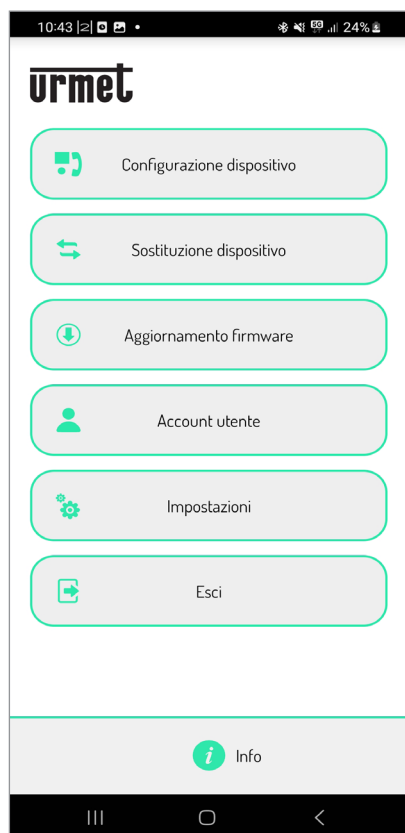 10:43 24%
urmet
Configurazione dispositivo
Sostituzione dispositivo
Aggiornamento firmware
Account utente
Impostazioni
Esci
i Info